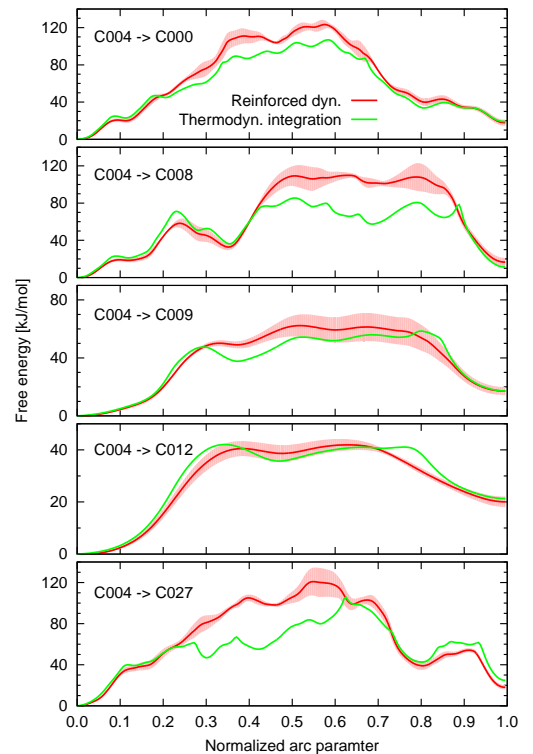 C004 -> C000
Reinforced dyn.
Thermodyn. integration
120
80
40
0
C004 -> C008
120
80
40
0
C004 -> C009
80
60
40
20
0
C004 -> C012
40
20
0
C004 -> C027
120
80
40
0
0.0 0.1 0.2 0.3 0.4 0.5 0.6 0.7 0.8 0.9 1.0
Normalized arc paramter
Free energy [kJ/mol]